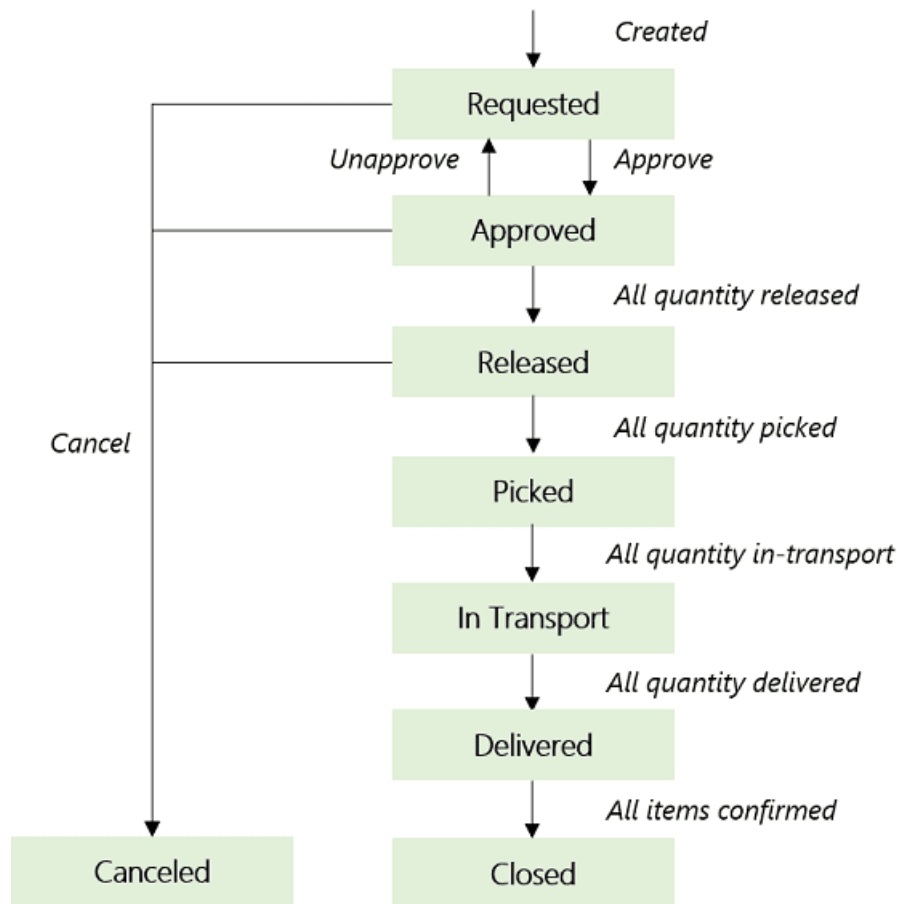 Created
Requested
Unapprove
Approve
Approved
All quantity released
Released
Cancel
All quantity picked
Picked
All quantity in-transport
In Transport
All quantity delivered
Delivered
All items confirmed
Canceled
Closed